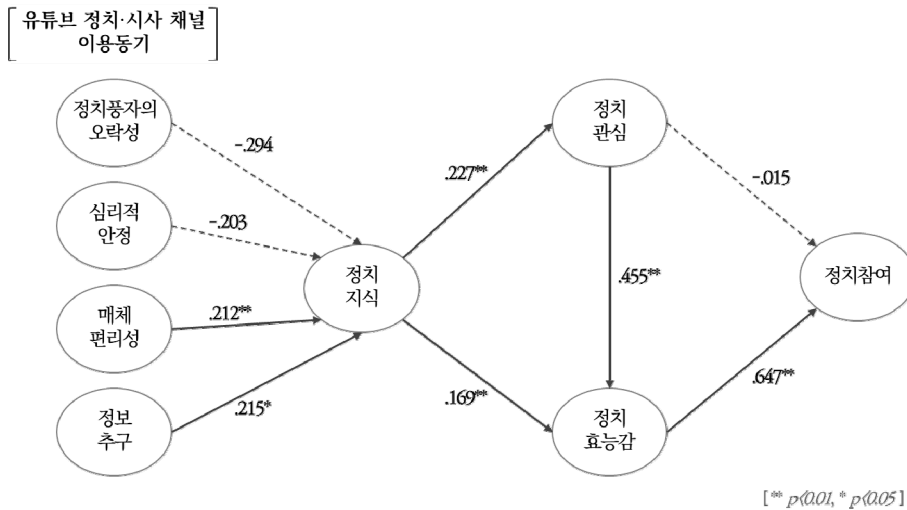 유튜브 정치·시사 채널
이용동기
정치풍자의
오락성
심리적
안정
매체
편리성
정보
추구
-.294
-.203
.212**
.215*
정치
지식
.227**
.169**
정치
관심
.455**
정치
효능감
-.015
.647**
정치참여
[** p<0.01, * p<0.05]